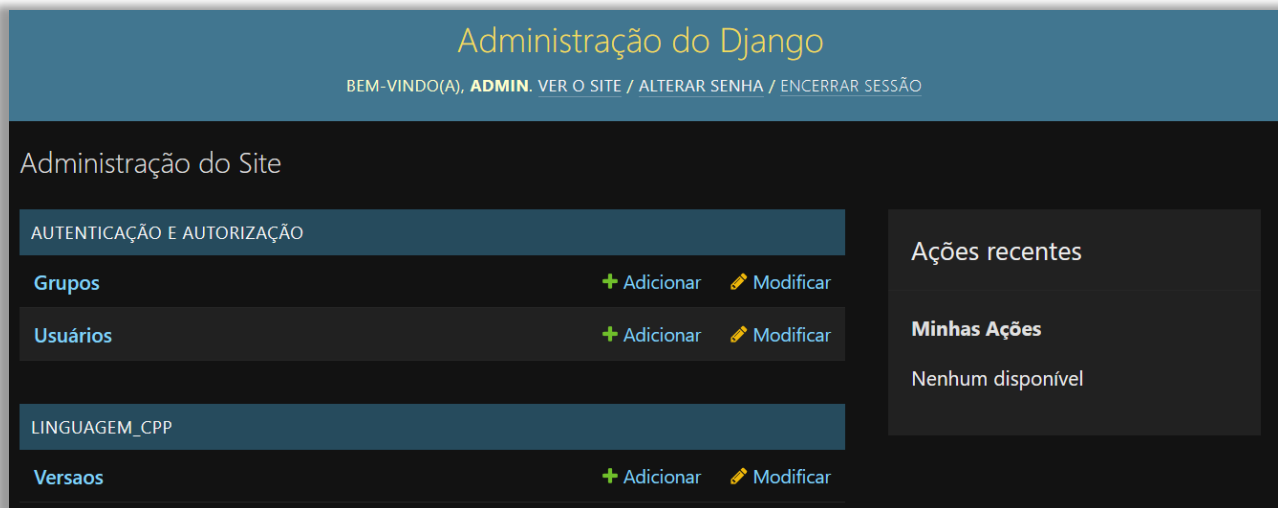 Administração do Django
BEM-VINDO(A), ADMIN. VER O SITE / ALTERAR SENHA / ENCERRAR SESSÃO
Administração do Site
AUTENTICAÇÃO E AUTORIZAÇÃO
Grupos Adicionar Modificar
Usuários Adicionar Modificar
LINGUAGEM_CPP
Versaos Adicionar Modificar
Ações recentes
Minhas Ações
Nenhum disponível